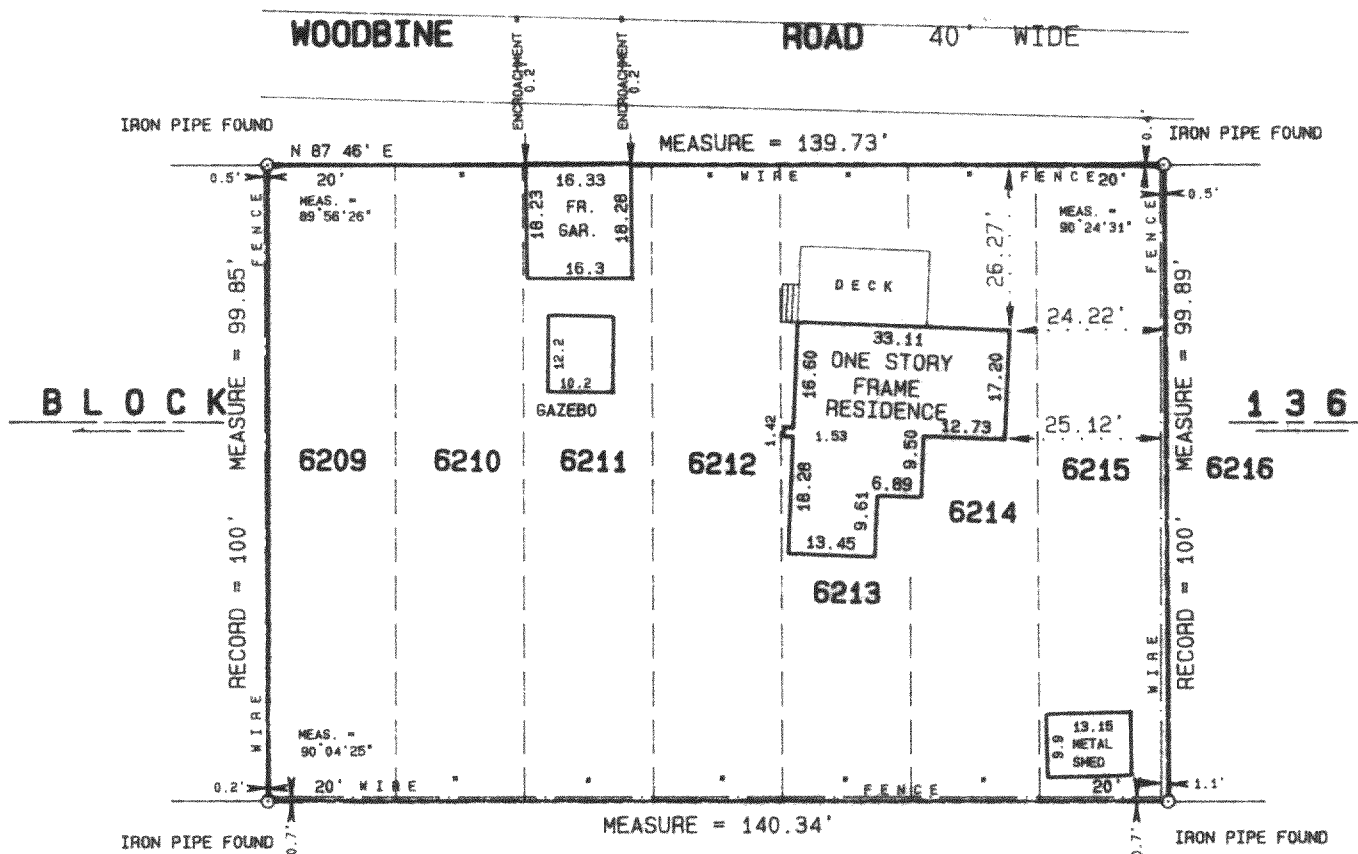 WOODBINE ROAD 40' WIDE
ENCROACHMENT 0.2'
ENCROACHMENT 0.2'
IRON PIPE FOUND
N 87 46' E
MEASURE = 139.73'
0.4'
IRON PIPE FOUND
0.5'
20'
16.33
WIRE
FENCE
20'
0.5'
MEAS. =
89°56'26"
FENCE
18.23
FR.
GAR.
18.28
16.3
26.27'
MEAS. =
90°24'31"
FENCE
DECK
MEASURE = 99.85'
12.2
10.2
GAZEBO
33.11
24.22'
MEASURE = 99.89'
16.60
ONE STORY
FRAME
RESIDENCE
17.20
BLOCK
136
1.42
1.53
12.73
25.12'
9.50
6209
6210
6211
6212
6215
6216
18.28
6.89
9.61
6214
13.45
6213
RECORD = 100'
RECORD = 100'
WIRE
WIRE
MEAS. =
90°04'25"
13.15
9.9
METAL
SHED
0.2'
20'
WIRE
FENCE
20'
1.1'
MEASURE = 140.34'
IRON PIPE FOUND
0.7'
0.7'
IRON PIPE FOUND